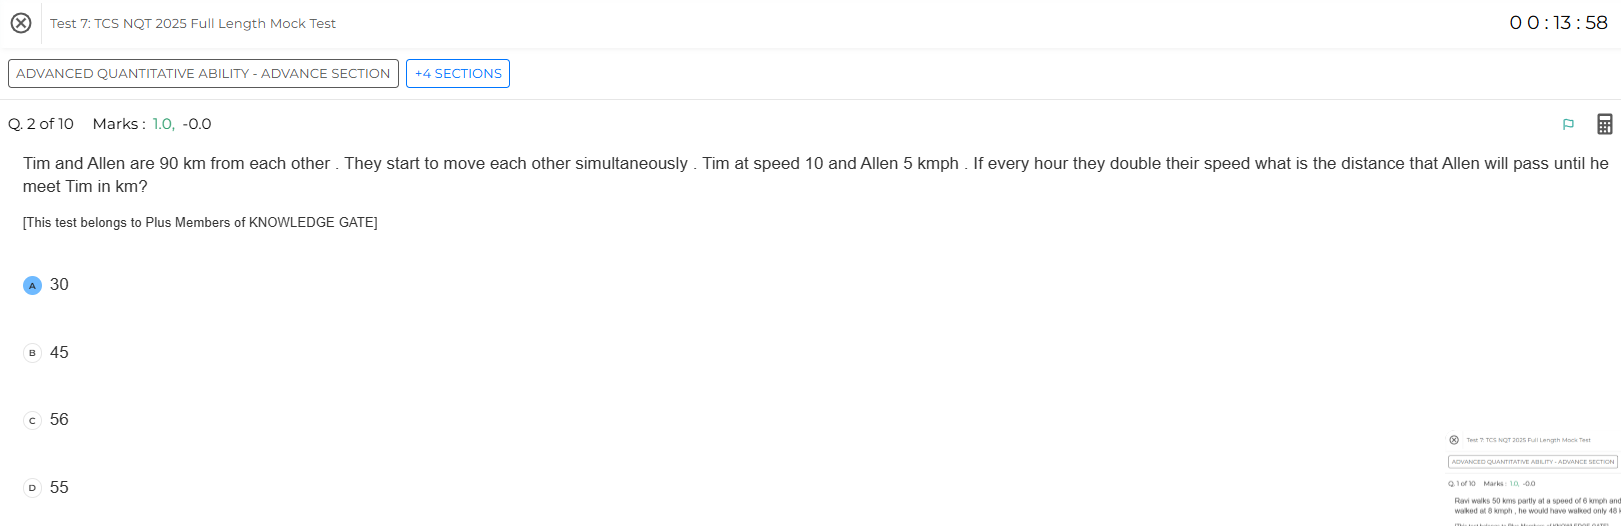 Test 7: TCS NQT 2025 Full Length Mock Test
00:13:58
ADVANCED QUANTITATIVE ABILITY - ADVANCE SECTION
+4 SECTIONS
Q. 2 of 10 Marks : 1.0, -0.0
Tim and Allen are 90 km from each other . They start to move each other simultaneously . Tim at speed 10 and Allen 5 kmph . If every hour they double their speed what is the distance that Allen will pass until he
meet Tim in km?
[This test belongs to Plus Members of KNOWLEDGE GATE]
A 30
B 45
C 56
D 55
Test 7: TCS NQT 2025 Full Length Mock Test
ADVANCED QUANTITATIVE ABILITY - ADVANCE SECTION
Q. 1 of 10 Marks : 1.0, -0.0
Ravi walks 50 kms partly at a speed of 6 kmph and
walked at 8 kmph , he would have walked only 48